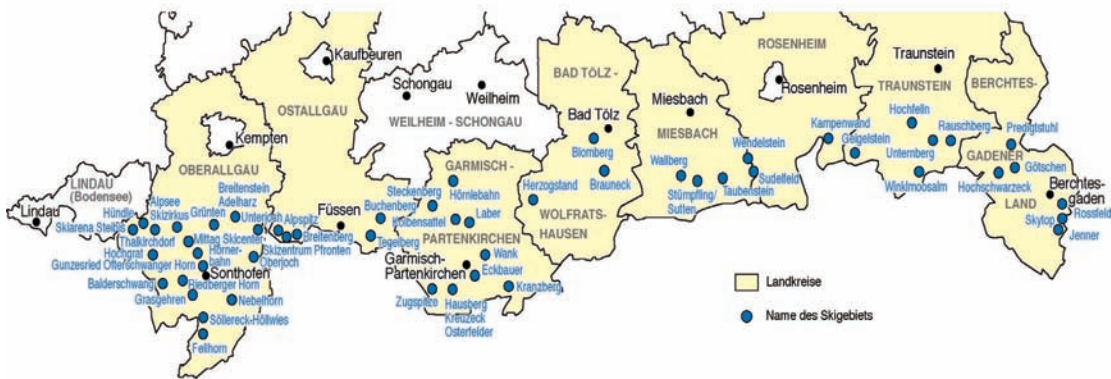 Kaufbeuren
Schongau
Weilheim
OSTALLGÄU
WEILHEIM - SCHONGAU
Kempten
OBERALLGÄU
LINDAU
(Bodensee)
Lindau
Breitenstein
Adelharz
Alpsee
Skizirkus
Hündle
Grünten
Unterjoch
Alpspitz
Skiarena Steibis
Thalkirchdorf
Mittag Skicenter
Breitenberg
Skizentrum Pfronten
Hochgrat
Hörner-
bahn
Oberjoch
Gunzesried Ofterschwanger Horn
Sonthofen
Balderschwang
Riedberger Horn
Grasgehren
Nebelhorn
Söllereck-Höllwies
Fellhorn
Füssen
Buchenberg
Tegelberg
GARMISCH -
PARTENKIRCHEN
Steckenberg
Hörnlebahn
Kolbensattel
Laber
Wank
Garmisch-
Partenkirchen
Eckbauer
Kranzberg
Zugspitze
Hausberg
Kreuzeck
Osterfelder
BAD TÖLZ -
WOLFRATS-
HAUSEN
Bad Tölz
Blomberg
Brauneck
Herzogstand
Miesbach
MIESBACH
Wallberg
Stümpfling/
Sutten
Taubenstein
Wendelstein
Sudelfeld
ROSENHEIM
Rosenheim
Kampenwand
Geigelstein
Traunstein
TRAUNSTEIN
Hochfelln
Rauschberg
Unternberg
Winklmoosalm
BERCHTES-
GADENER
LAND
Predigtstuhl
Götschen
Hochschwarzeck
Berchtes-
gaden
Rossfeld
Skytop
Jenner
Landkreise
Name des Skigebiets